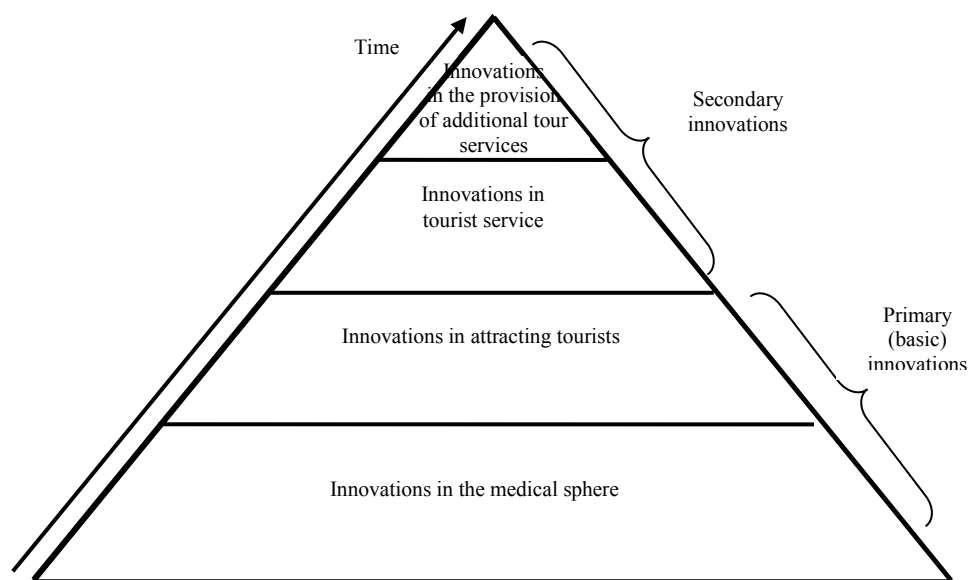 Time
Innovations
in the provision
of additional tour
services
Secondary
innovations
Innovations in
tourist service
Primary
(basic)
innovations
Innovations in attracting tourists
Innovations in the medical sphere